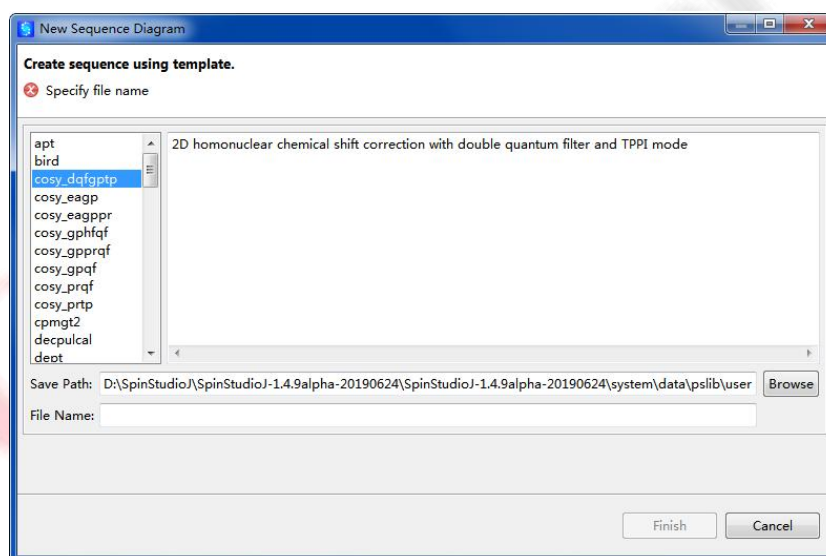 New Sequence Diagram
Create sequence using template.
Specify file name
apt
bird
cosy_dqfgptp
cosy_eagp
cosy_eagppr
cosy_gphfqf
cosy_gpprqf
cosy_gpqf
cosy_prqf
cosy_prtp
cpmgt2
decpulcal
dept
2D homonuclear chemical shift correction with double quantum filter and TPPI mode
Save Path: D:\SpinStudioJ\SpinStudioJ-1.4.9alpha-20190624\SpinStudioJ-1.4.9alpha-20190624\system\data\pslib\user Browse
File Name:
Finish Cancel